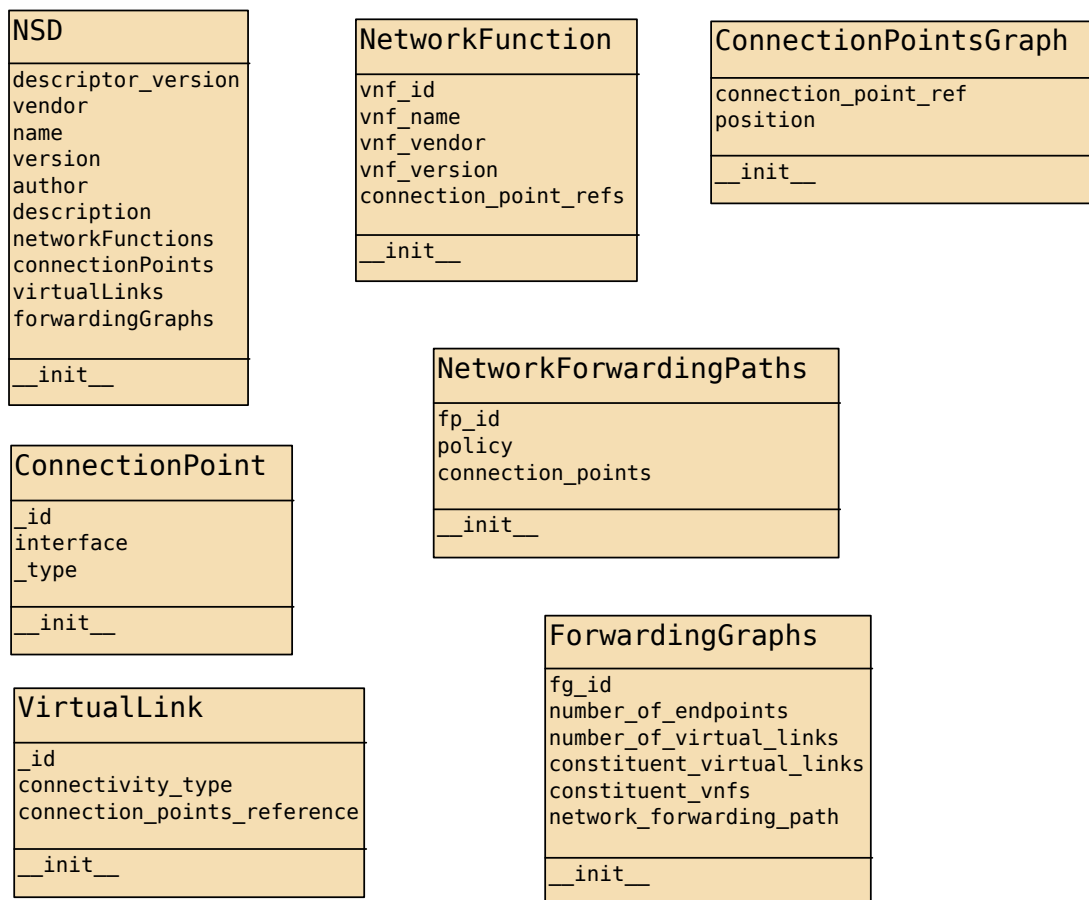 NSD
descriptor_version
vendor
name
version
author
description
networkFunctions
connectionPoints
virtualLinks
forwardingGraphs
__init__
NetworkFunction
vnf_id
vnf_name
vnf_vendor
vnf_version
connection_point_refs
__init__
ConnectionPointsGraph
connection_point_ref
position
__init__
NetworkForwardingPaths
fp_id
policy
connection_points
__init__
ConnectionPoint
_id
interface
_type
__init__
ForwardingGraphs
fg_id
number_of_endpoints
number_of_virtual_links
constituent_virtual_links
constituent_vnfs
network_forwarding_path
__init__
VirtualLink
_id
connectivity_type
connection_points_reference
__init__